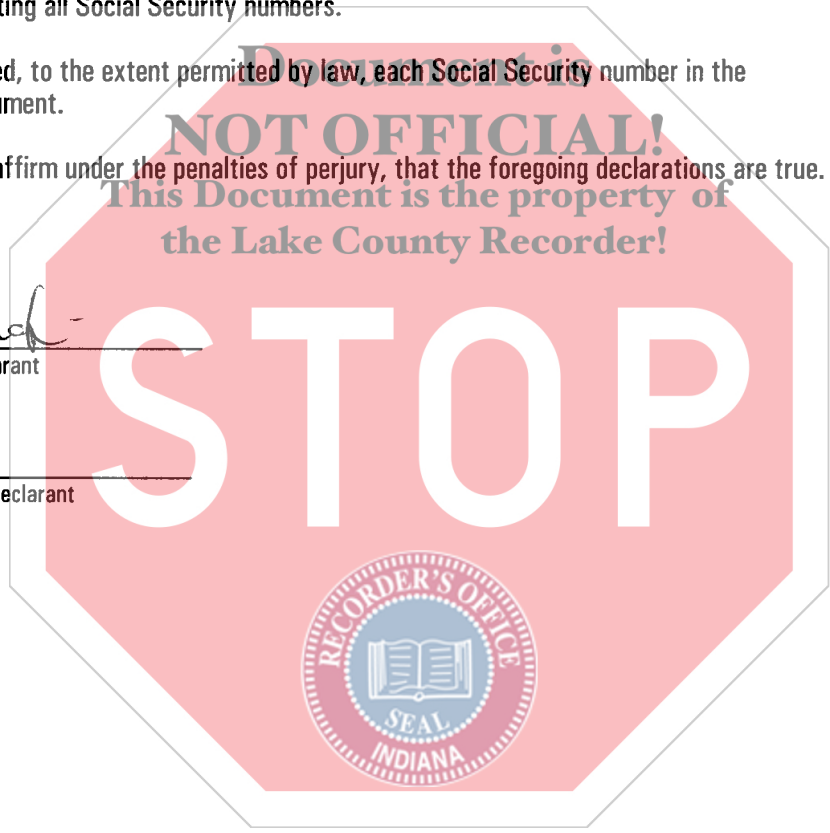 ting all Social Security numbers.
Document is
ed, to the extent permitted by law, each Social Security number in the
ument.
NOT OFFICIAL!
affirm under the penalties of perjury, that the foregoing declarations are true.
This Document is the property of
the Lake County Recorder!
arant
STOP
eclarant
RECORDER'S OFFICE
SEAL
INDIANA